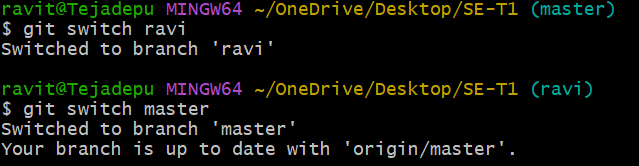 ravit@Tejadepu MINGW64 ~/OneDrive/Desktop/SE-T1 (master)
$ git switch ravi
Switched to branch 'ravi'
ravit@Tejadepu MINGW64 ~/OneDrive/Desktop/SE-T1 (ravi)
$ git switch master
Switched to branch 'master'
Your branch is up to date with 'origin/master'.